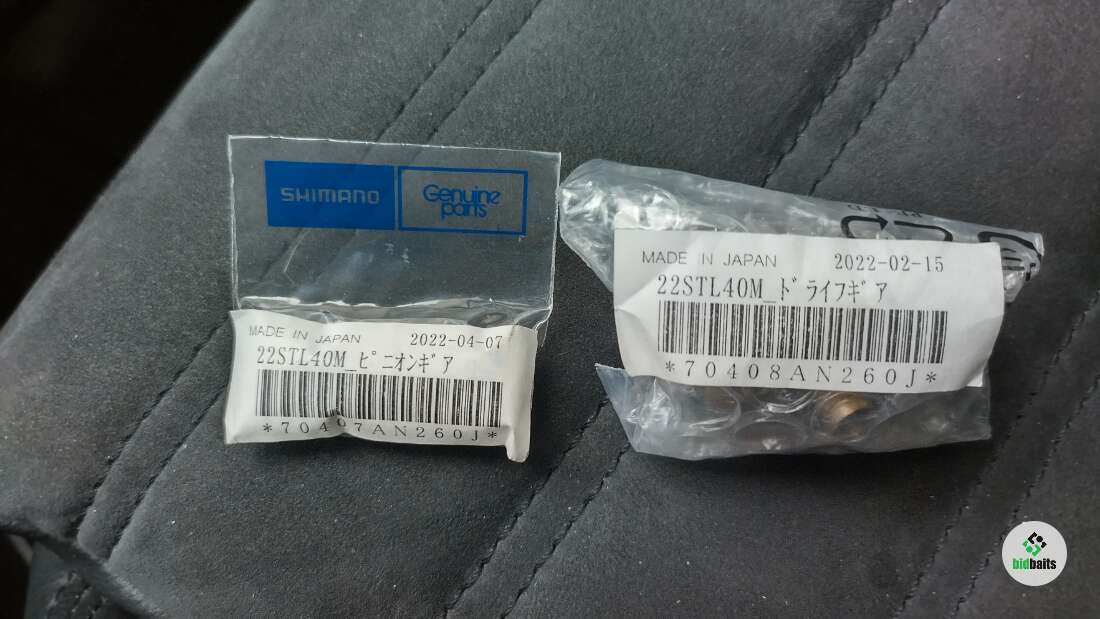 SHIMANO
Genuine
parts
MADE IN JAPAN 2022-04-07
22STL40M_ピニオンギア
*70407AN260J*
MADE IN JAPAN 2022-02-15
22STL40M_ドライフギア
*70408AN260J*
bidbaits